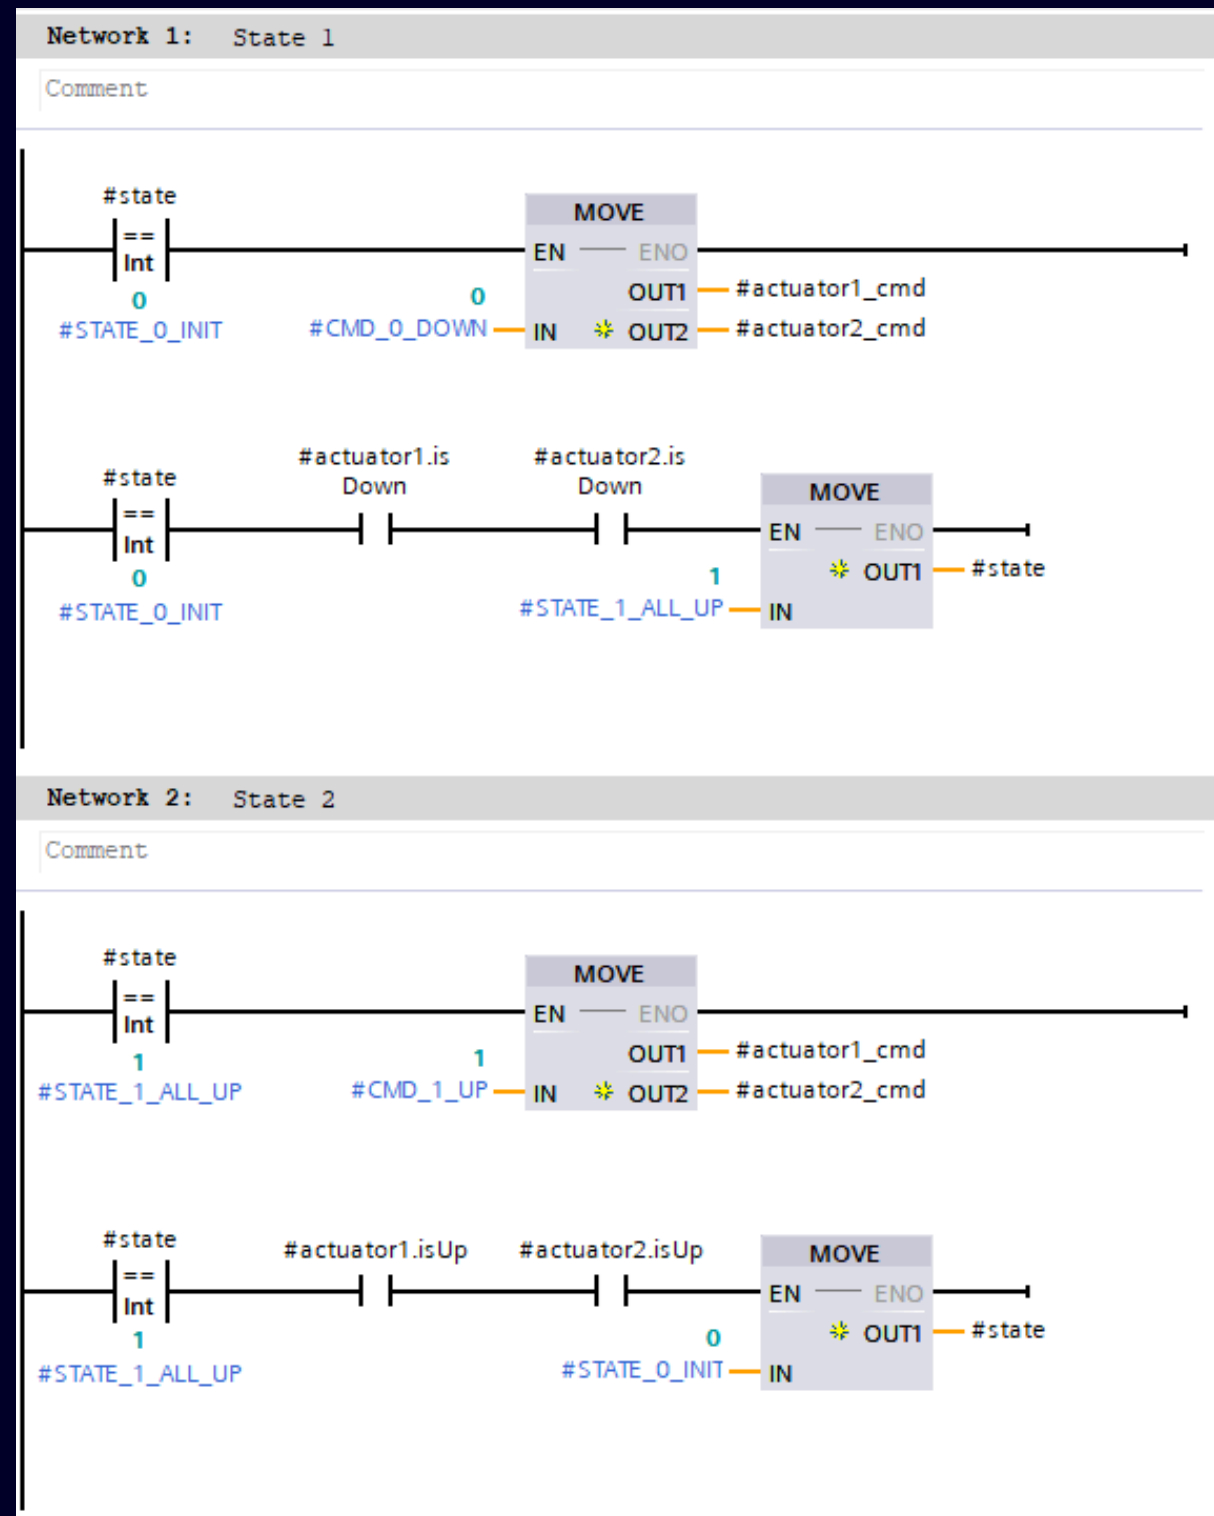 Network 1: State 1
Comment
#state
==
Int
0
#STATE_0_INIT
MOVE
EN ENO
0
#CMD_0_DOWN
IN
OUT1 #actuator1_cmd
OUT2 #actuator2_cmd
#state
==
Int
0
#STATE_0_INIT
#actuator1.is
Down
#actuator2.is
Down
MOVE
EN ENO
OUT1 #state
1
#STATE_1_ALL_UP
IN
Network 2: State 2
Comment
#state
==
Int
1
#STATE_1_ALL_UP
MOVE
EN ENO
1
#CMD_1_UP
IN
OUT1 #actuator1_cmd
OUT2 #actuator2_cmd
#state
==
Int
1
#STATE_1_ALL_UP
#actuator1.isUp
#actuator2.isUp
MOVE
EN ENO
OUT1 #state
0
#STATE_0_INIT
IN